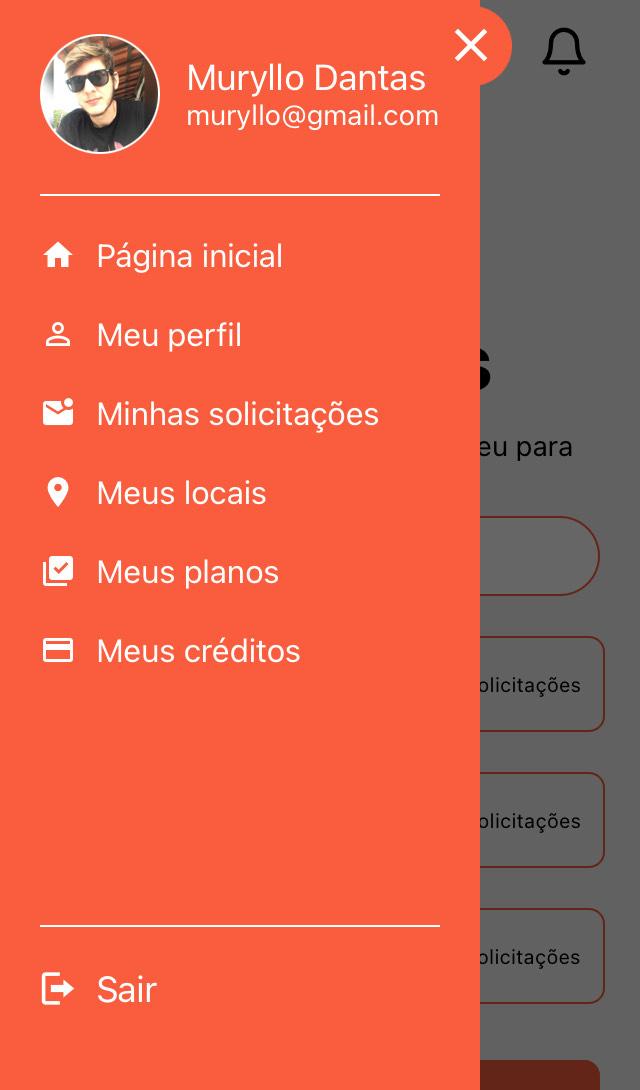 Muryllo Dantas
muryllo@gmail.com
Página inicial
Meu perfil
Minhas solicitações
Meus locais
Meus planos
Meus créditos
Sair
s
eu para
olicitações
olicitações
olicitações